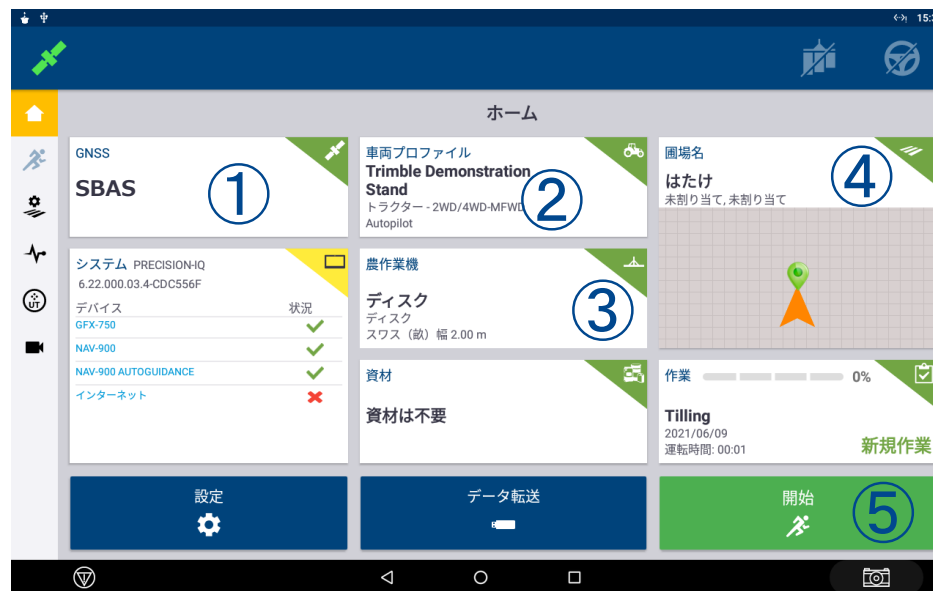 15:3
ホーム
GNSS
SBAS
①
車両プロファイル
Trimble Demonstration
Stand
トラクター - 2WD/4WD-MFWD
Autopilot
②
圃場名
はたけ
未割り当て, 未割り当て
④
システム PRECISION-IQ
6.22.000.03.4-CDC556F
デバイス 状況
GFX-750
NAV-900
NAV-900 AUTOGUIDANCE
インターネット
農作業機
ディスク
ディスク
スワス（畝）幅 2.00 m
③
資材
資材は不要
作業 0%
Tilling
2021/06/09
運転時間: 00:01
新規作業
設定
データ転送
開始
⑤
UT